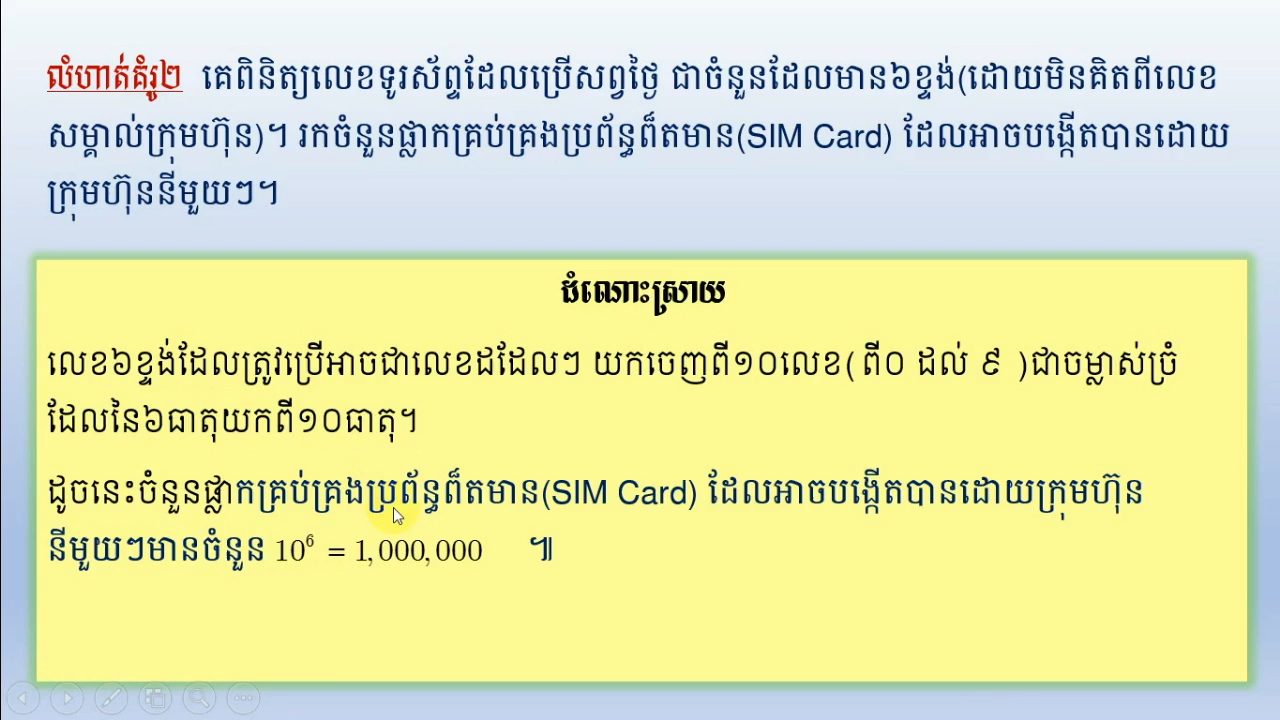 លំហាត់គំរូ២ គេពិនិត្យលេខទូរស័ព្ទដែលប្រើសព្វថ្ងៃ ជាចំនួនដែលមាន៦ខ្ទង់(ដោយមិនគិតពីលេខ
សម្គាល់ក្រុមហ៊ុន)។ រកចំនួនផ្លាកគ្រប់គ្រងប្រព័ន្ធព័ត៌មាន(SIM Card) ដែលអាចបង្កើតបានដោយ
ក្រុមហ៊ុននីមួយៗ។
ដំណោះស្រាយ
លេខ៦ខ្ទង់ដែលត្រូវប្រើអាចជាលេខដដែលៗ យកចេញពី១០លេខ(ពី០ ដល់ ៩ )ជាចម្លាស់ច្រំ
ដែលនៃ៦ធាតុយកពី១០ធាតុ។
ដូចនេះចំនួនផ្លាកគ្រប់គ្រងប្រព័ន្ធព័ត៌មាន(SIM Card) ដែលអាចបង្កើតបានដោយក្រុមហ៊ុន
នីមួយៗមានចំនួន 10⁶ = 1,000,000 ៕